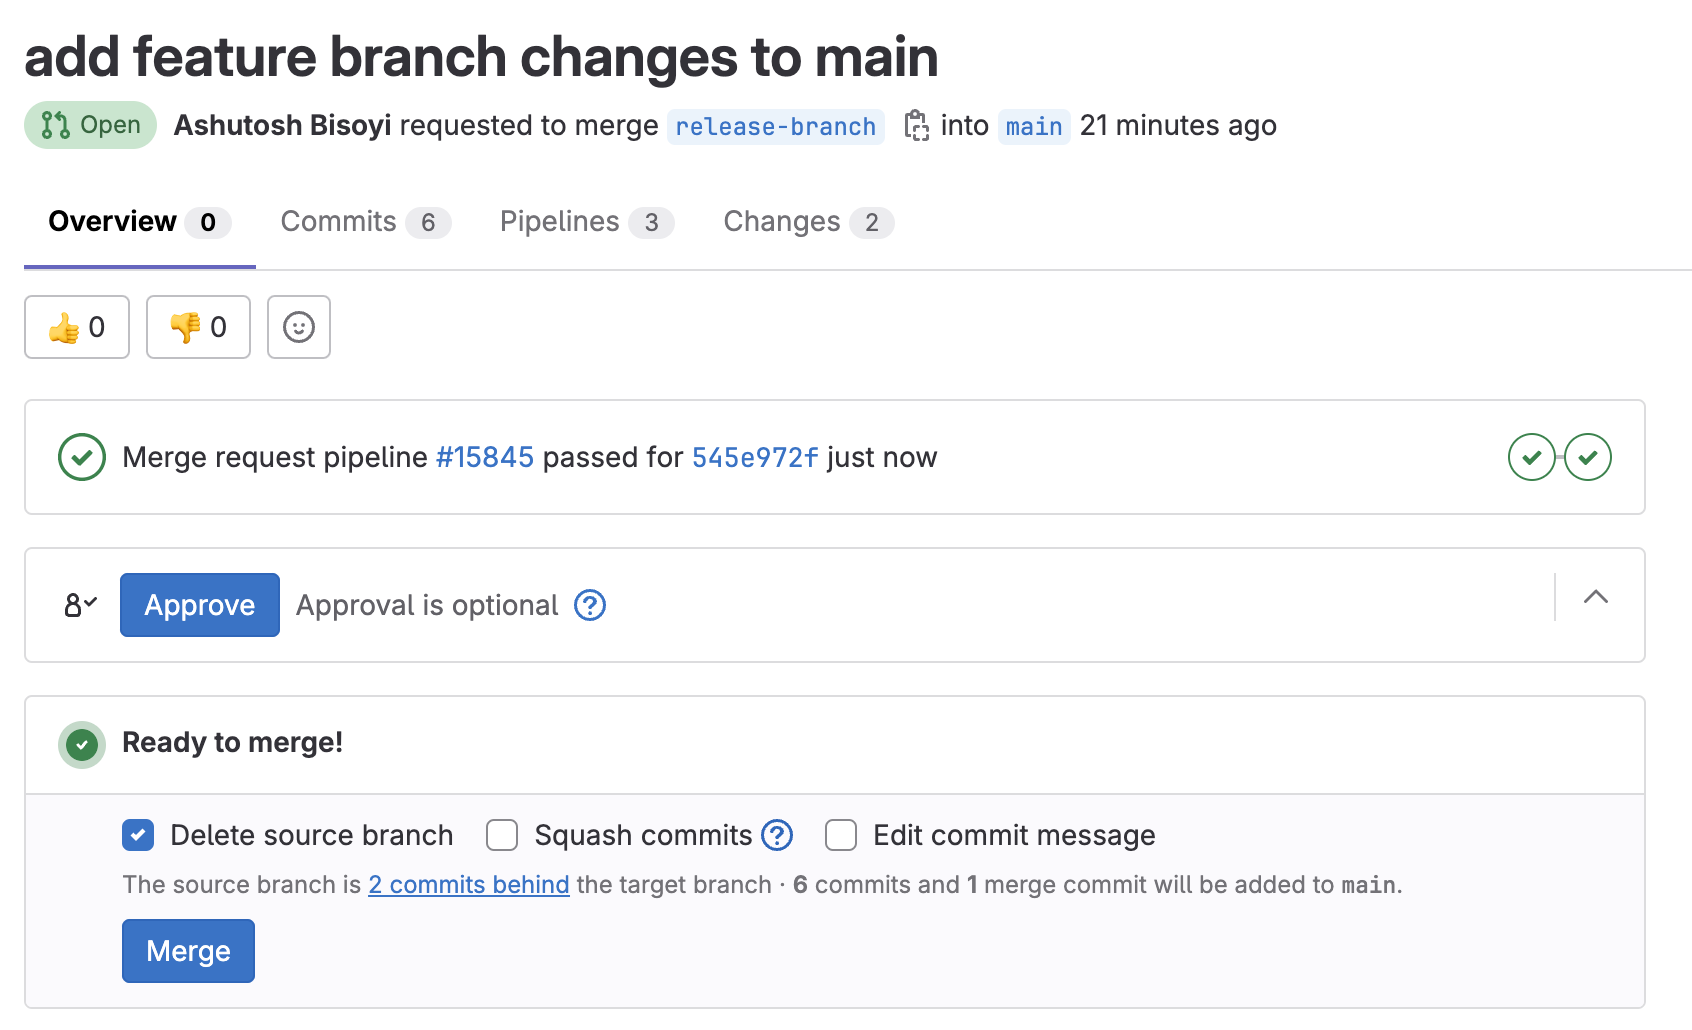 add feature branch changes to main
Open Ashutosh Bisoyi requested to merge release-branch into main 21 minutes ago
Overview 0 Commits 6 Pipelines 3 Changes 2
👍 0 👎 0
Merge request pipeline #15845 passed for 545e972f just now
Approve Approval is optional
Ready to merge!
Delete source branch Squash commits Edit commit message
The source branch is 2 commits behind the target branch · 6 commits and 1 merge commit will be added to main.
Merge